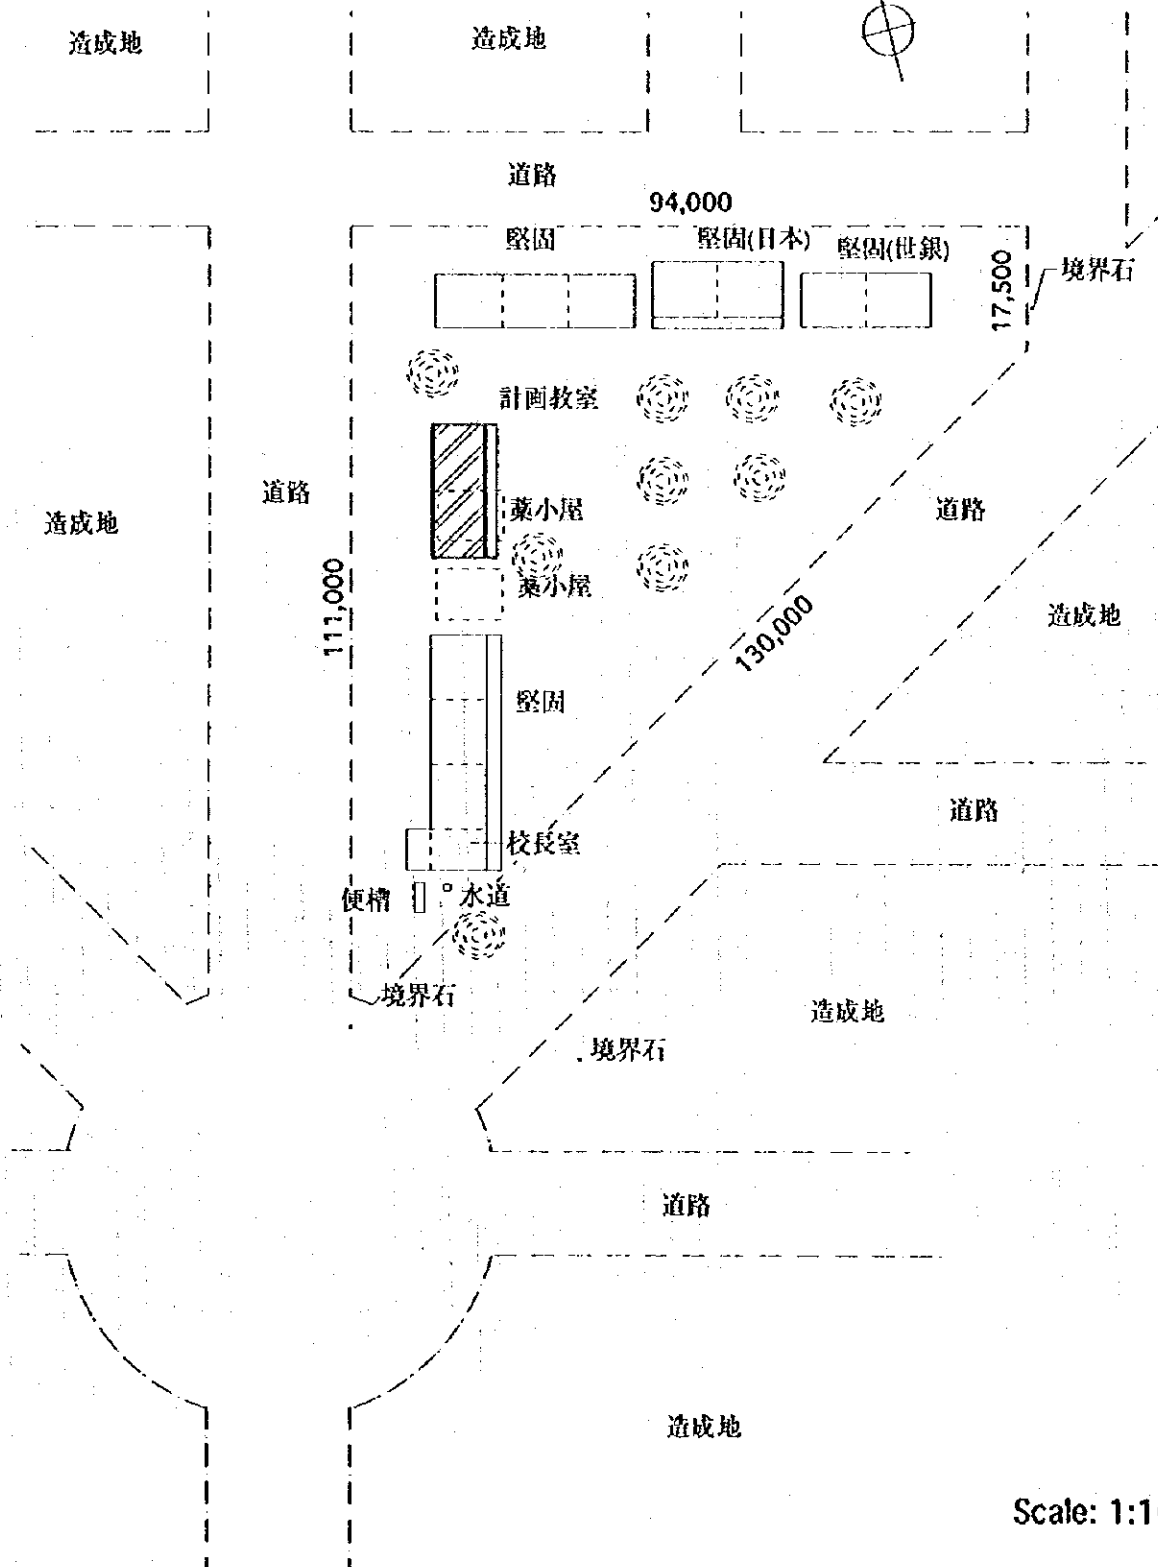 造成地
造成地
道路
94,000
堅固
堅固(日本)
堅固(世銀)
17,500
境界石
計画教室
道路
藁小屋
道路
造成地
藁小屋
111,000
130,000
造成地
堅固
道路
校長室
便槽
水道
境界石
造成地
境界石
道路
造成地
Scale: 1:1